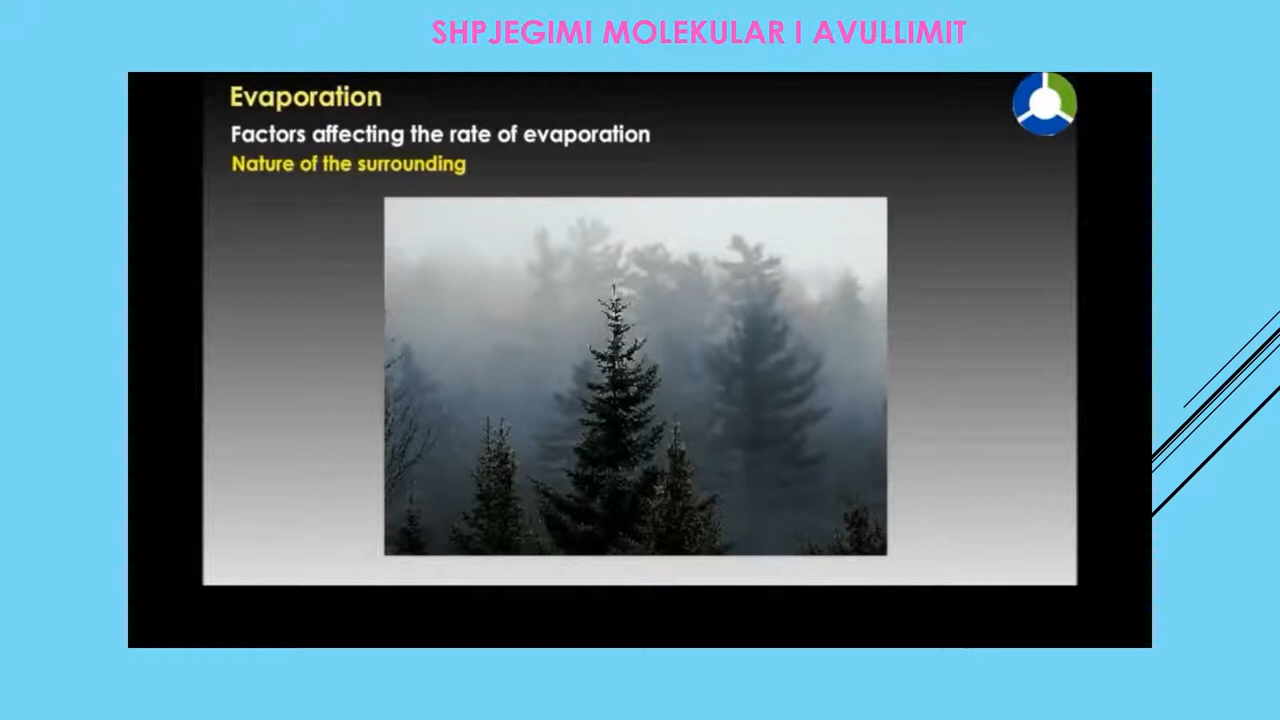 SHPJEGIMI MOLEKULAR I AVULLIMIT
Evaporation
Factors affecting the rate of evaporation
Nature of the surrounding